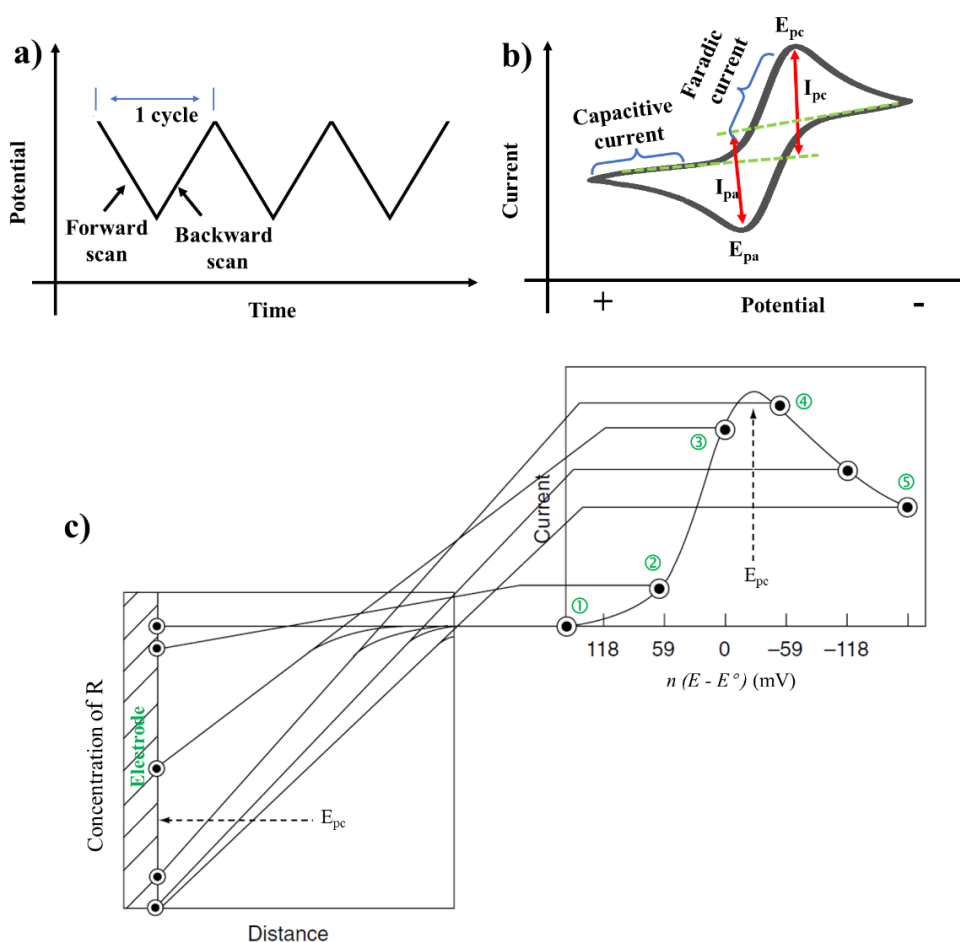 a)
Potential
1 cycle
Forward
scan
Backward
scan
Time
b)
Current
Capacitive
current
Faradic
current
Epc
Ipc
Ipa
Epa
+
Potential
-
c)
Current
①
②
③
④
⑤
Epc
118 59 0 −59 −118
n (E - E°) (mV)
Concentration of R
Electrode
Epc
Distance